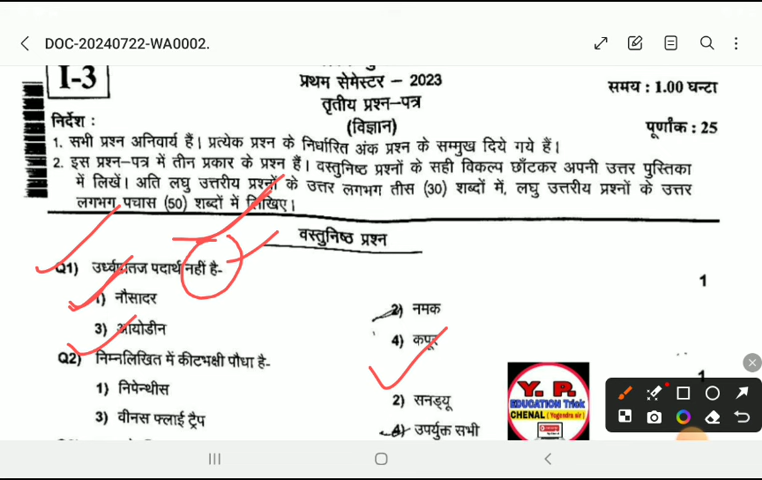 DOC-20240722-WA0002.
I-3
प्रथम सेमेस्टर – 2023
समय : 1.00 घन्टा
तृतीय प्रश्न–पत्र
निर्देश :
(विज्ञान)
पूर्णांक : 25
1. सभी प्रश्न अनिवार्य हैं। प्रत्येक प्रश्न के निर्धारित अंक प्रश्न के सम्मुख दिये गये हैं।
2. इस प्रश्न–पत्र में तीन प्रकार के प्रश्न हैं। वस्तुनिष्ठ प्रश्नों के सही विकल्प छाँटकर अपनी उत्तर पुस्तिका
में लिखें। अति लघु उत्तरीय प्रश्नों के उत्तर लगभग तीस (30) शब्दों में, लघु उत्तरीय प्रश्नों के उत्तर
लगभग पचास (50) शब्दों में लिखिए।
वस्तुनिष्ठ प्रश्न
Q1) पदार्थ नहीं है- 1
1) नौसादर
2) नमक
3) आयोडीन
4) कपूर
Q2) निम्नलिखित में कीटभक्षी पौधा है- 1
1) निपेन्थीस
2) सनड्यू
3) वीनस फ्लाई ट्रैप
4) उपर्युक्त सभी
Y. P.
EDUCATION Trick
CHENAL ( Yogendra sir )